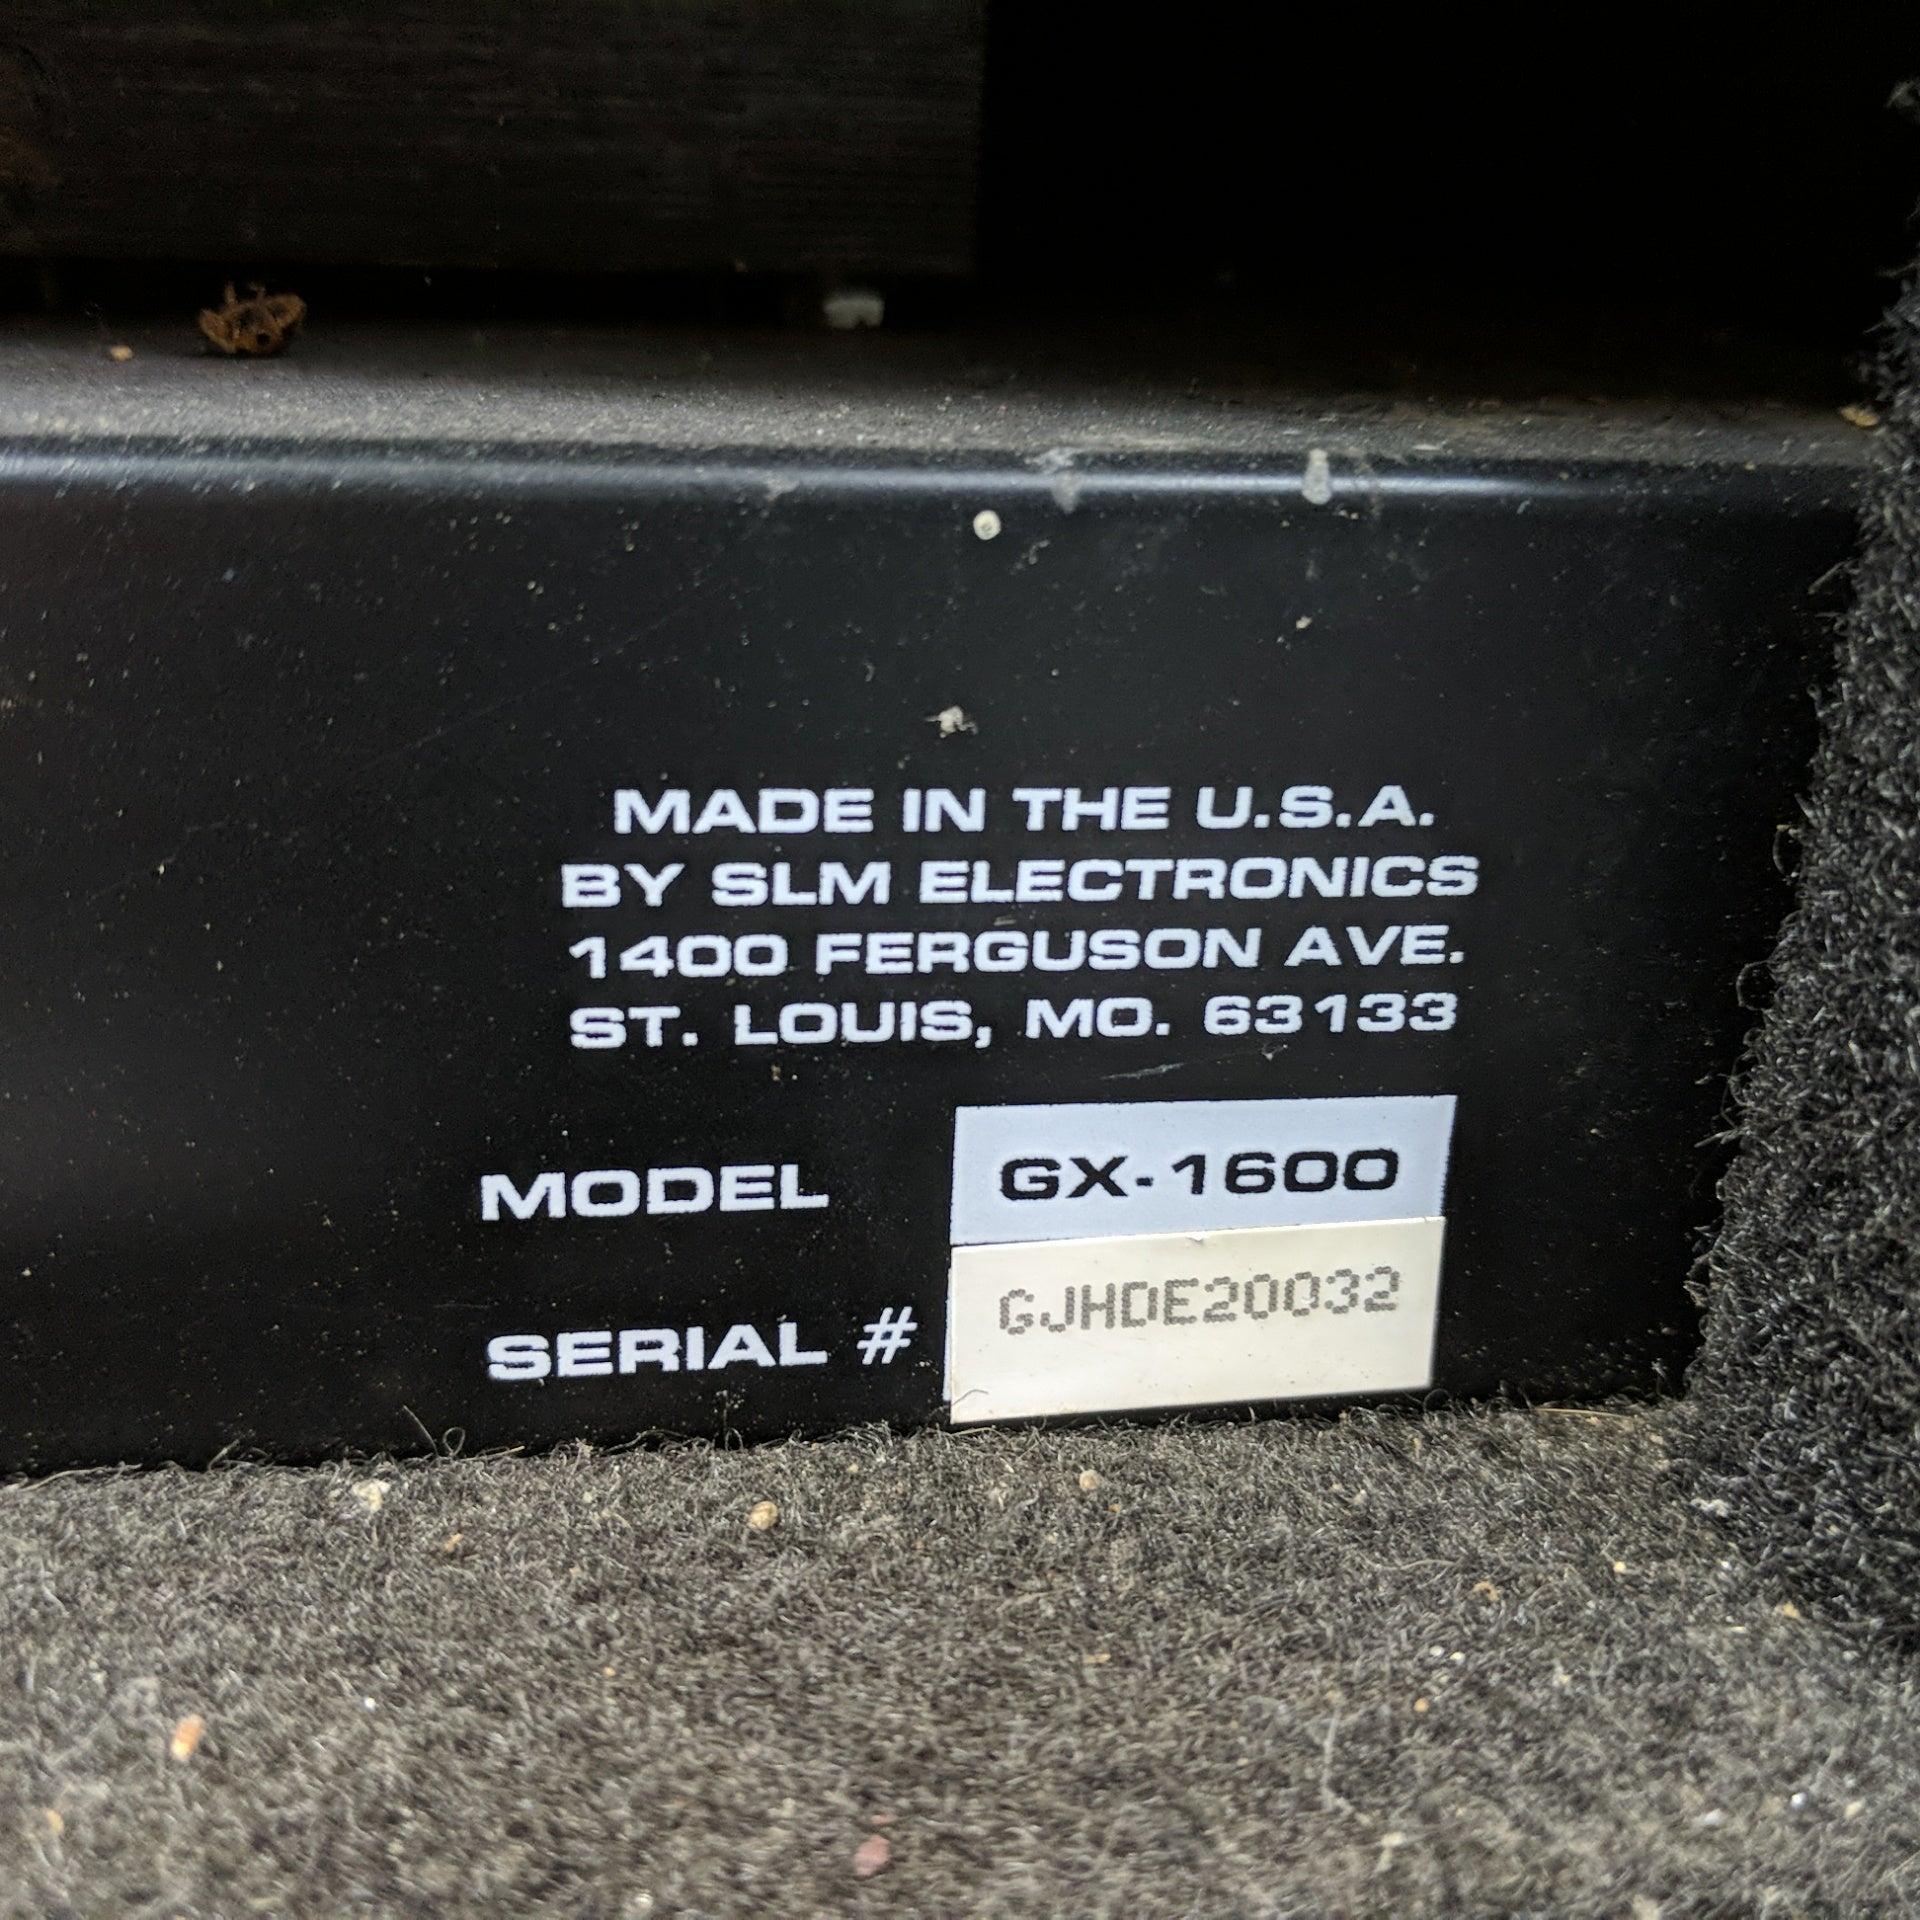 MADE IN THE U.S.A.
BY SLM ELECTRONICS
1400 FERGUSON AVE.
ST. LOUIS, MO. 63133
MODEL GX-1600
SERIAL # GJHDE20032